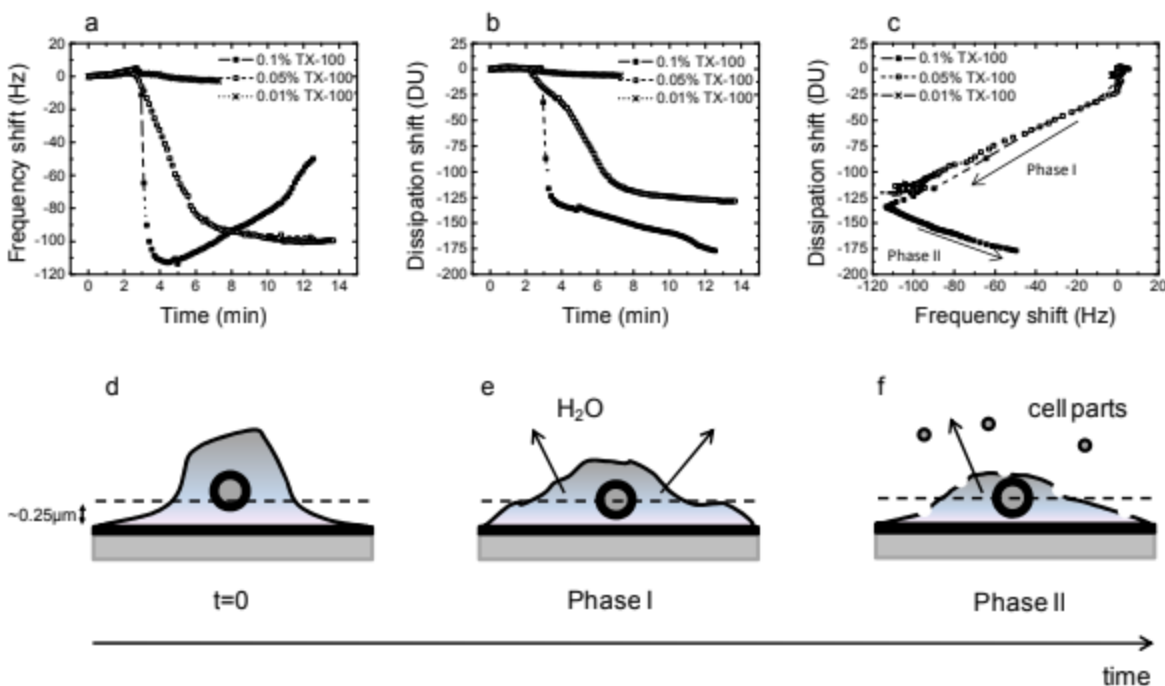 a
b
c
Frequency shift (Hz)
20
0
-20
-40
-60
-80
-100
-120
0.1% TX-100
0.05% TX-100
0.01% TX-100
0 2 4 6 8 10 12 14
Time (min)
Dissipation shift (DU)
25
0
-25
-50
-75
-100
-125
-150
-175
-200
0.1% TX-100
0.05% TX-100
0.01% TX-100
0 2 4 6 8 10 12 14
Time (min)
Dissipation shift (DU)
25
0
-25
-50
-75
-100
-125
-150
-175
-200
0.1% TX-100
0.05% TX-100
0.01% TX-100
Phase I
Phase II
-120 -100 -80 -60 -40 -20 0 20
Frequency shift (Hz)
d
e
f
H₂O
cell parts
~0.25µm
t=0
Phase I
Phase II
time